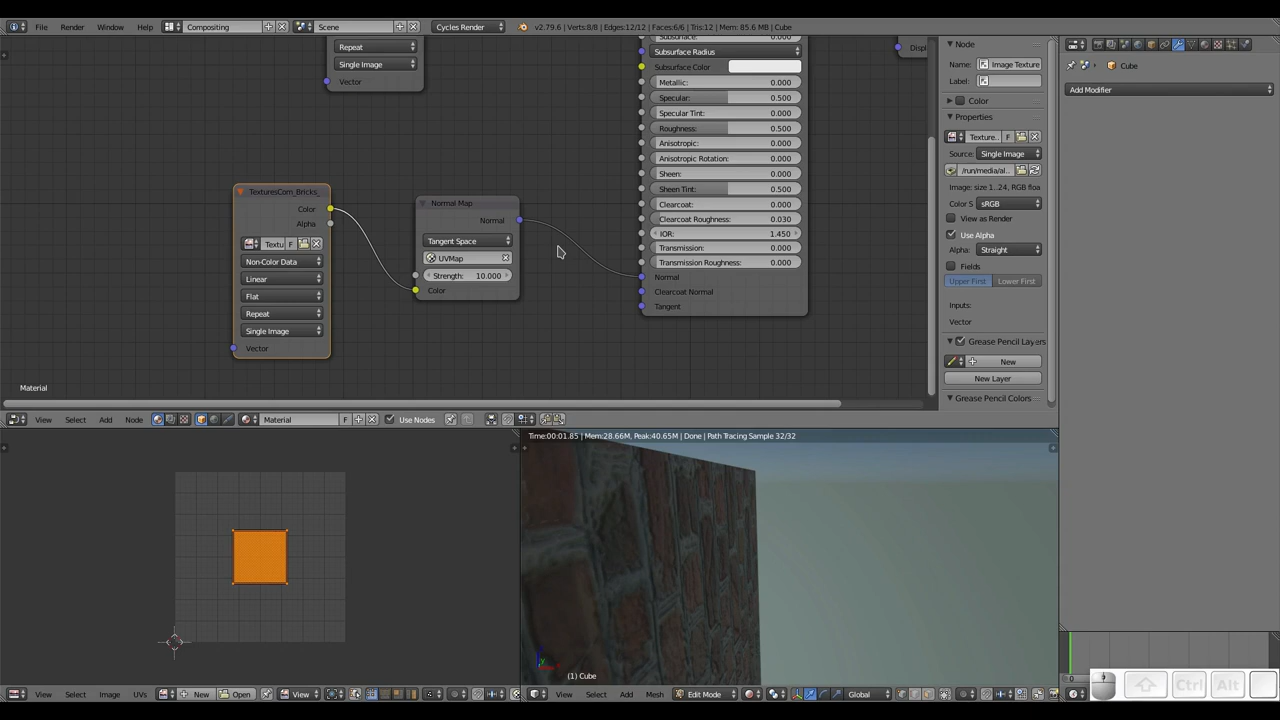 File Render Window Help Compositing Scene Cycles Render v2.79.6 | Verts:8/8 | Edges:12/12 | Faces:6/6 | Tris:12 | Mem: 85.6 MB | Cube
Repeat
Single Image
Vector
Subsurface:
0.000
Subsurface Radius
Subsurface Color
Metallic: 0.000
Specular: 0.500
Specular Tint: 0.000
Roughness: 0.500
Anisotropic: 0.000
Anisotropic Rotation: 0.000
Sheen: 0.000
Sheen Tint: 0.500
Clearcoat: 0.000
Clearcoat Roughness: 0.030
IOR: 1.450
Transmission: 0.000
Transmission Roughness: 0.000
Normal
Clearcoat Normal
Tangent
Displ
TexturesCom_Bricks_
Color
Alpha
Textu F
Non-Color Data
Linear
Flat
Repeat
Single Image
Vector
Normal Map
Normal
Tangent Space
UVMap
Strength: 10.000
Color
Material
View Select Add Node Material F Use Nodes
Node
Name: Image Texture
Label:
Color
Properties
Texture.. F
Source: Single Image
/run/media/al..
Image: size 1..24, RGB floa
Color S sRGB
View as Render
Use Alpha
Alpha: Straight
Fields
Upper First Lower First
Inputs:
Vector
Grease Pencil Layers
New
New Layer
Grease Pencil Colors
Cube
Add Modifier
Time:00:01.85 | Mem:28.66M, Peak:40.65M | Done | Path Tracing Sample 32/32
(1) Cube
View Select Image UVs New Open View
View Select Add Mesh Edit Mode Global
Ctrl Alt